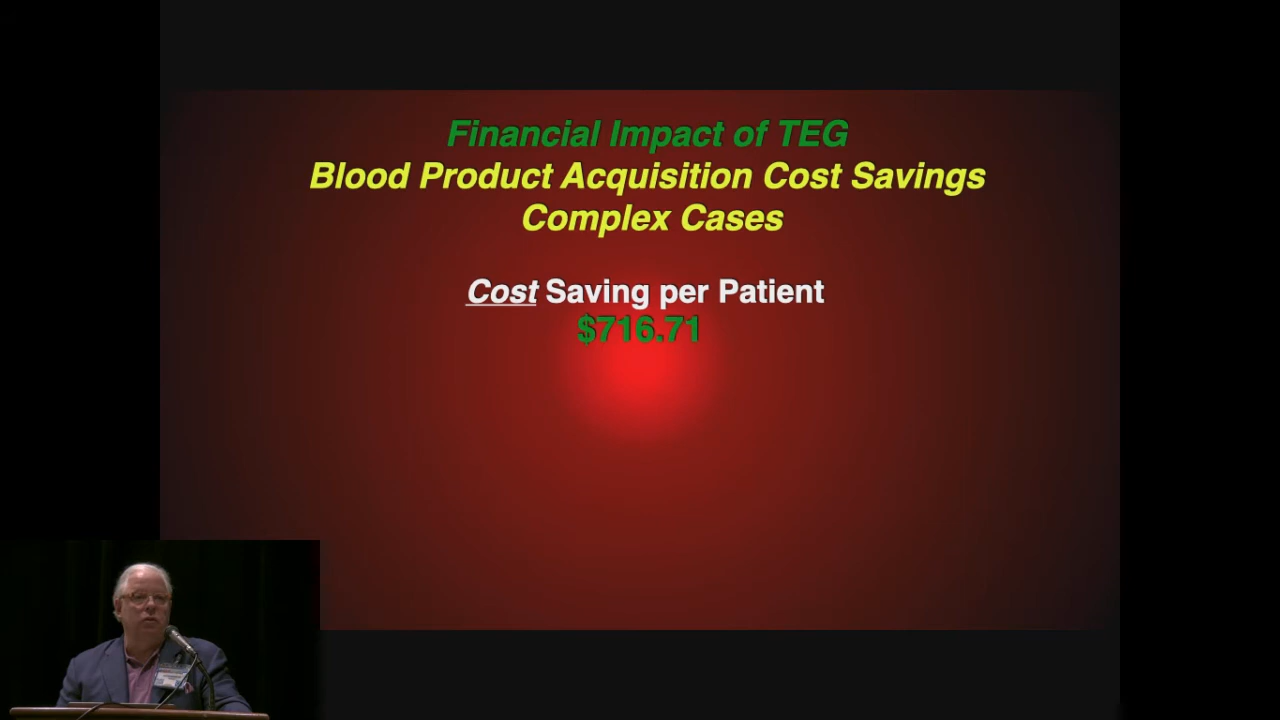 Financial Impact of TEG
Blood Product Acquisition Cost Savings
Complex Cases
Cost Saving per Patient
$716.71